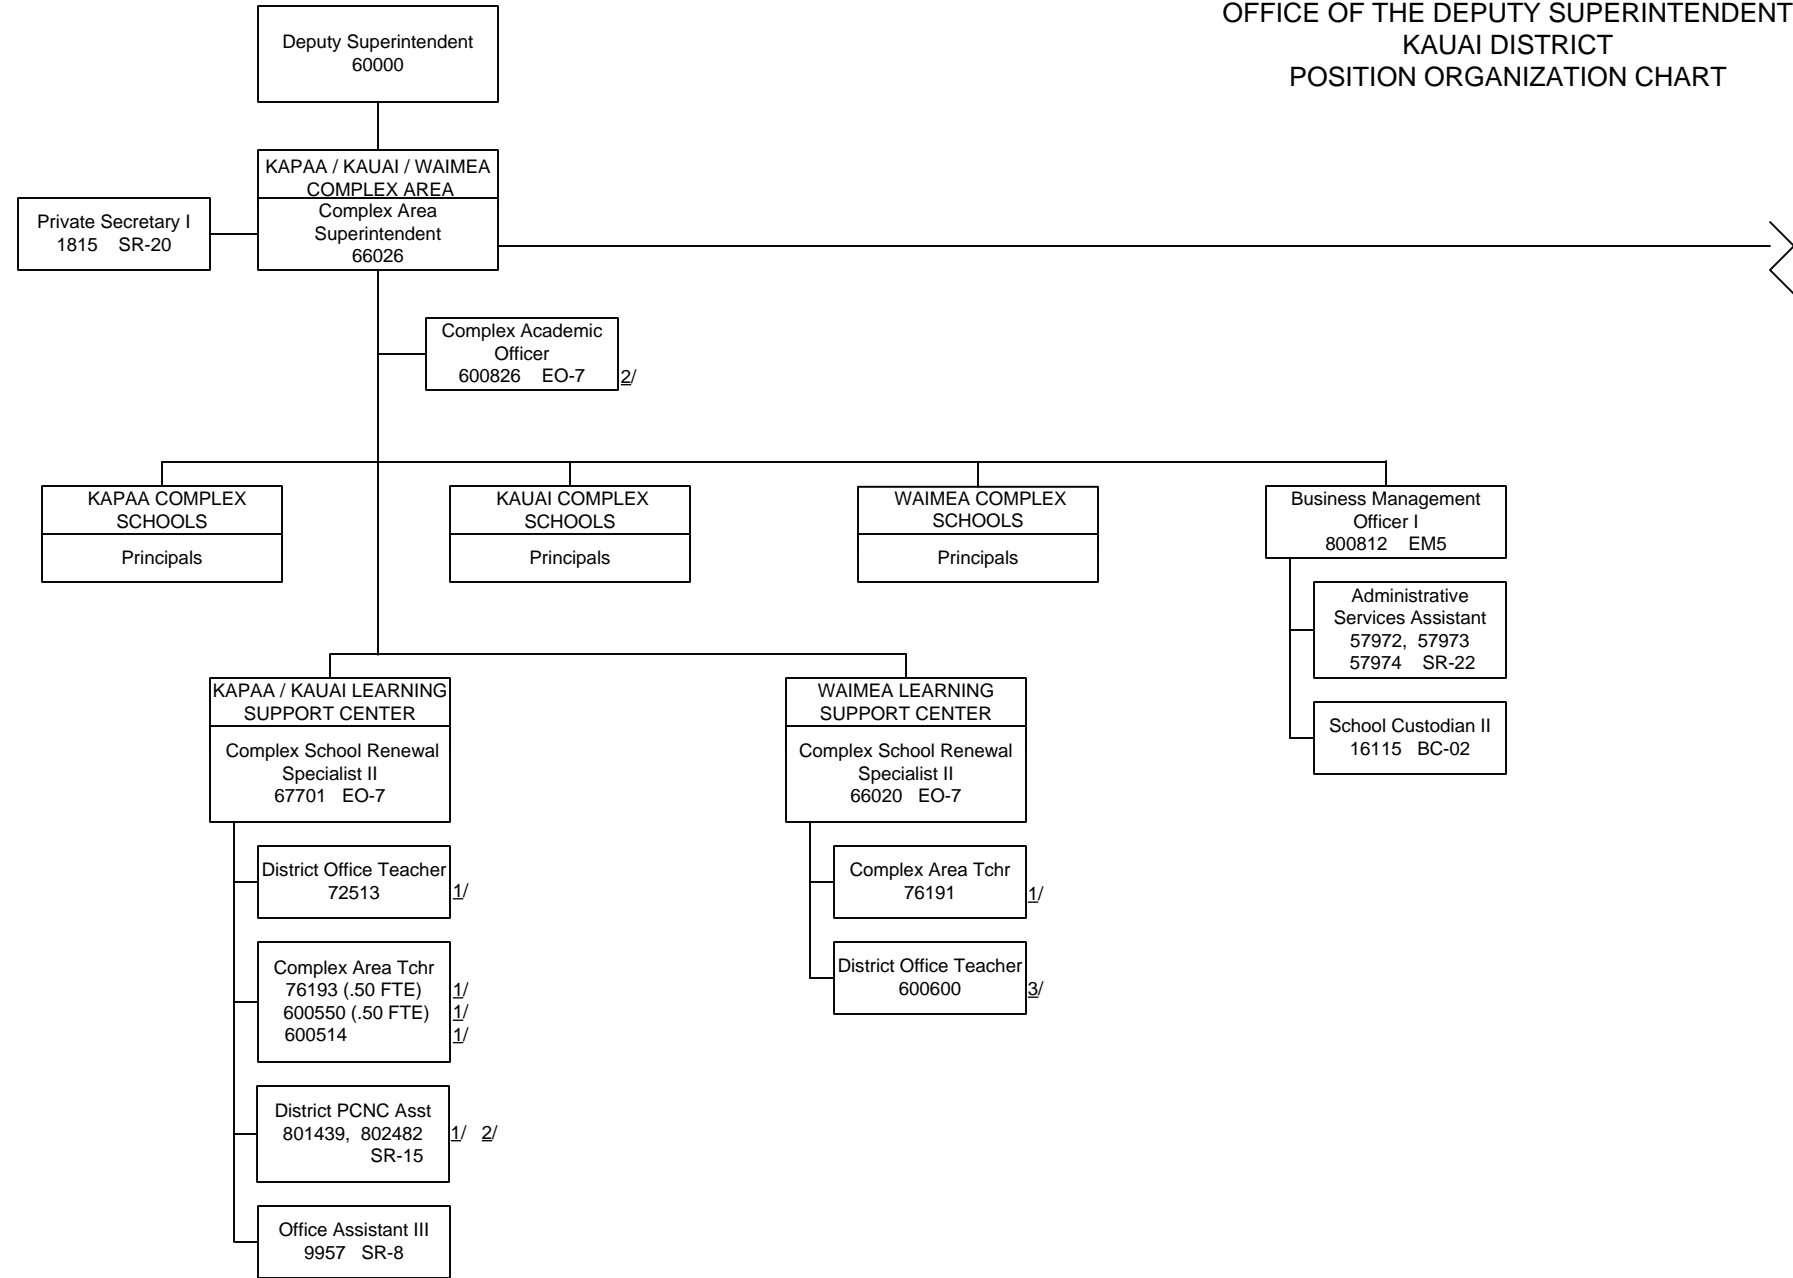 OFFICE OF THE DEPUTY SUPERINTENDENT
KAUAI DISTRICT
POSITION ORGANIZATION CHART
Deputy Superintendent
60000
KAPAA / KAUAI / WAIMEA
COMPLEX AREA
Complex Area
Superintendent
66026
Private Secretary I
1815 SR-20
Complex Academic
Officer
600826 EO-7 2/
KAPAA COMPLEX
SCHOOLS
Principals
KAUAI COMPLEX
SCHOOLS
Principals
WAIMEA COMPLEX
SCHOOLS
Principals
Business Management
Officer I
800812 EM5
Administrative
Services Assistant
57972, 57973
57974 SR-22
School Custodian II
16115 BC-02
KAPAA / KAUAI LEARNING
SUPPORT CENTER
Complex School Renewal
Specialist II
67701 EO-7
District Office Teacher
72513 1/
Complex Area Tchr
76193 (.50 FTE) 1/
600550 (.50 FTE) 1/
600514 1/
District PCNC Asst
801439, 802482 1/ 2/
SR-15
Office Assistant III
9957 SR-8
WAIMEA LEARNING
SUPPORT CENTER
Complex School Renewal
Specialist II
66020 EO-7
Complex Area Tchr
76191 1/
District Office Teacher
600600 3/